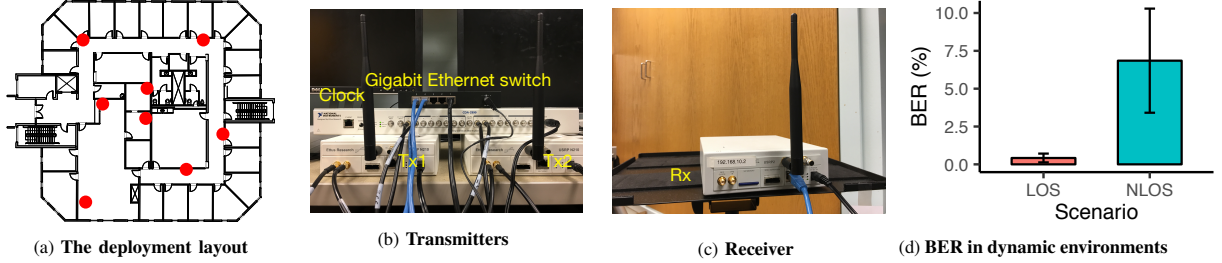 (a) The deployment layout
Gigabit Ethernet switch
Clock
Tx1
Tx2
(b) Transmitters
192.168.10.2
Rx
(c) Receiver
10.0
7.5
5.0
2.5
0.0
BER (%)
LOS
NLOS
Scenario
(d) BER in dynamic environments